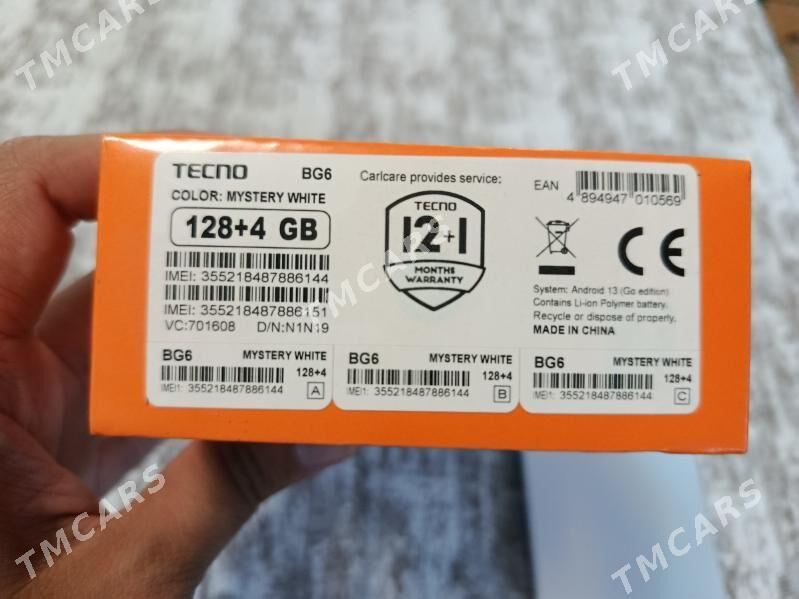 TMCARS
TMCARS
TECNO BG6
COLOR: MYSTERY WHITE
128+4 GB
IMEI: 355218487886144
IMEI: 355218487886151
VC:701608 D/N:N1N19
Carlcare provides service:
TECNO
12+1
MONTHS
WARRANTY
EAN
4 894947 010569
CE
System: Android 13 (Go edition)
Contains Li-ion Polymer battery.
Recycle or dispose of properly.
MADE IN CHINA
BG6 MYSTERY WHITE
128+4
IMEI1: 355218487886144 A
BG6 MYSTERY WHITE
128+4
IMEI1: 355218487886144 B
BG6 MYSTERY WHITE
128+4
IMEI1: 355218487886144 C
TMCARS
TMCARS
TMCARS